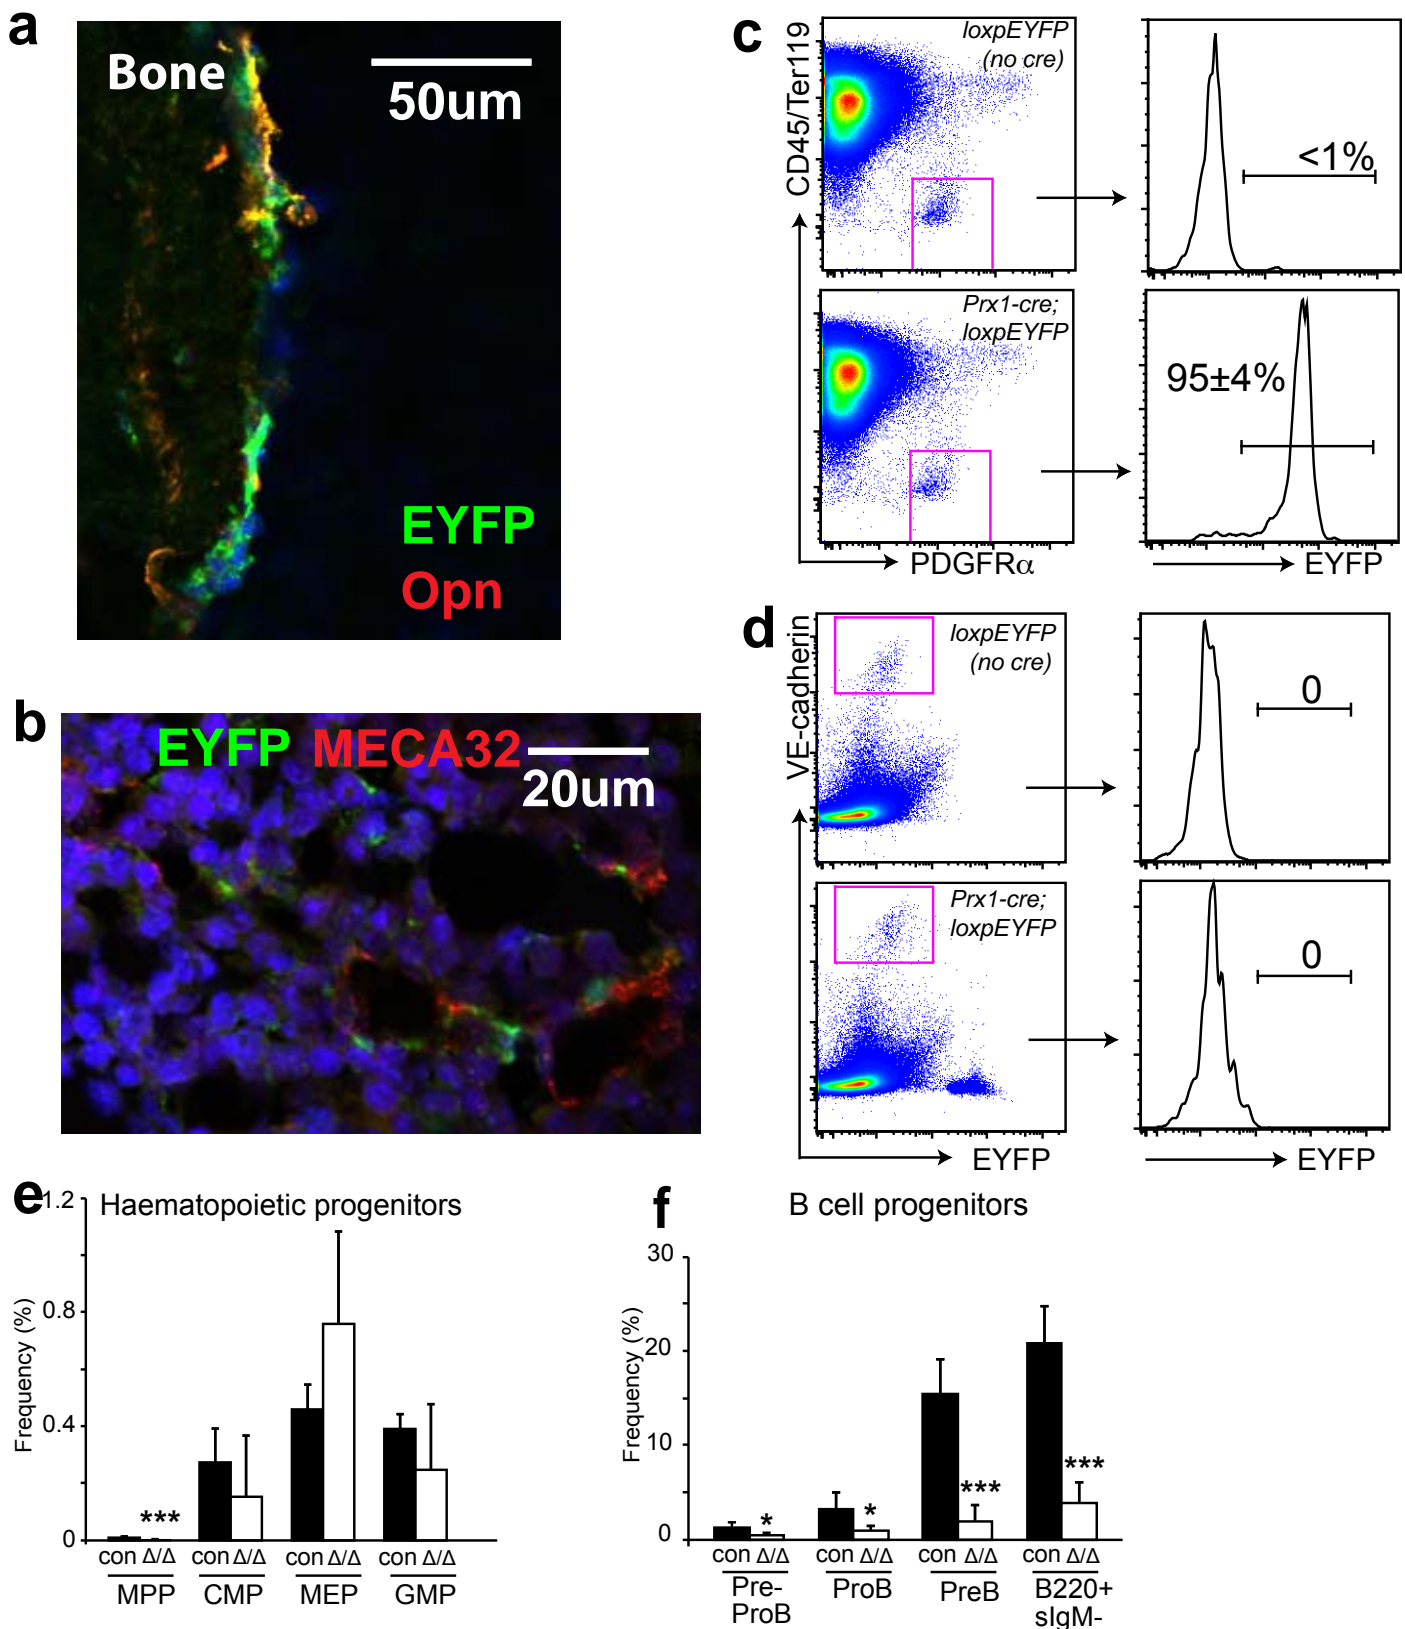 a
Bone
50um
EYFP
Opn
b
EYFP MECA32
20um
c
CD45/Ter119
loxpEYFP
(no cre)
<1%
Prx1-cre;
loxpEYFP
95±4%
PDGFRα
EYFP
d
VE-cadherin
loxpEYFP
(no cre)
0
Prx1-cre;
loxpEYFP
0
EYFP
EYFP
e
Haematopoietic progenitors
Frequency (%)
1.2
0.8
0.4
0
***
con Δ/Δ con Δ/Δ con Δ/Δ con Δ/Δ
MPP CMP MEP GMP
f
B cell progenitors
Frequency (%)
30
20
10
0
* * *** ***
con Δ/Δ con Δ/Δ con Δ/Δ con Δ/Δ
Pre-
ProB
ProB
PreB
B220+
sIgM-